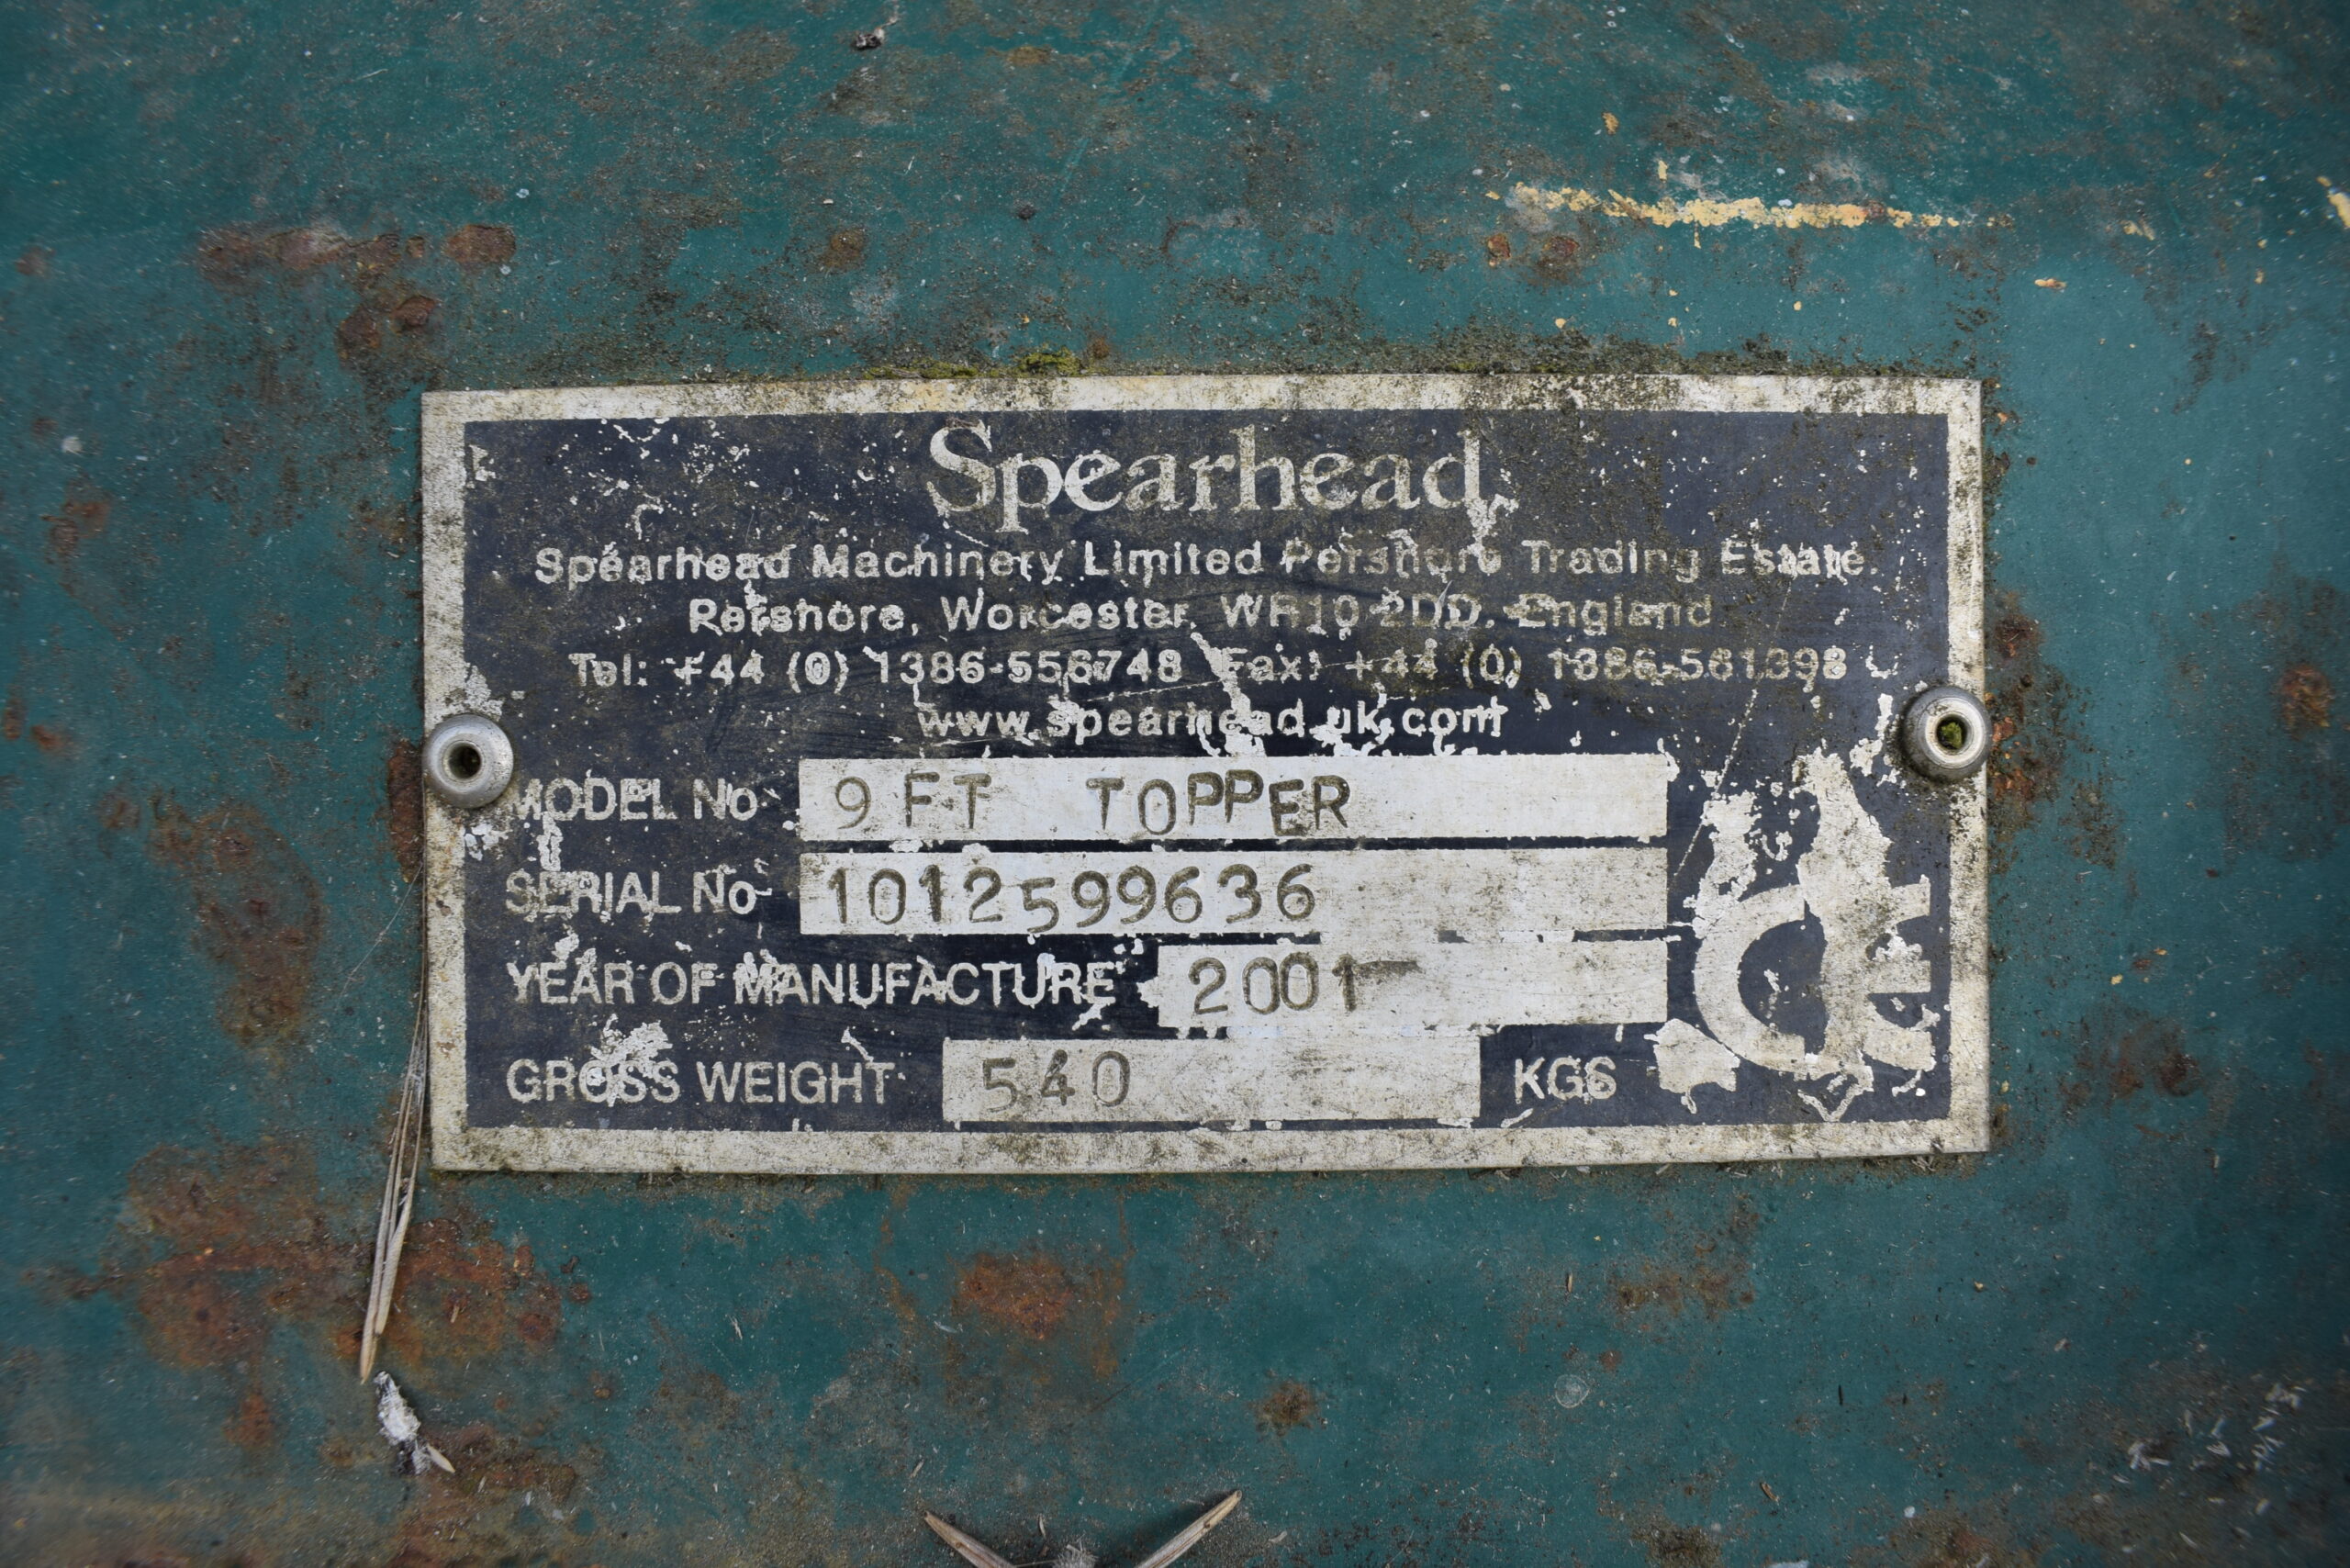 Spearhead
Spearhead Machinery Limited Pershore Trading Estate.
Pershore, Worcester. WR10 2DD. England
Tel: +44 (0) 1386-556748 Fax: +44 (0) 1386-561398
www.spearhead.uk.com
MODEL No 9 FT TOPPER
SERIAL No 1012599636
YEAR OF MANUFACTURE 2001
GROSS WEIGHT 540 KGS
CE